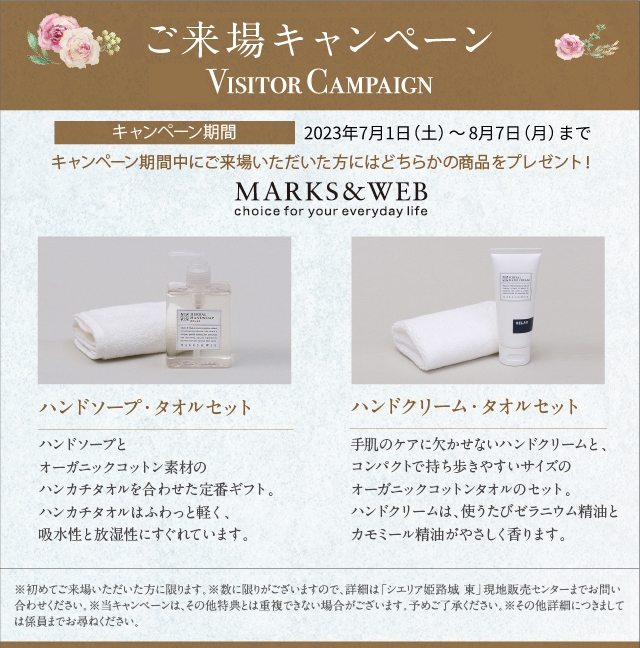 ご来場キャンペーン
VISITOR CAMPAIGN
キャンペーン期間 2023年7月1日(土)～8月7日(月)まで
キャンペーン期間中にご来場いただいた方にはどちらかの商品をプレゼント!
MARKS&WEB
choice for your everyday life
HERBAL
HANDSOAP
RELAX
ハンドソープ・タオルセット
ハンドソープと
オーガニックコットン素材の
ハンカチタオルを合わせた定番ギフト。
ハンカチタオルはふわっと軽く、
吸水性と放湿性にすぐれています。
ハンドクリーム・タオルセット
手肌のケアに欠かせないハンドクリームと、
コンパクトで持ち歩きやすいサイズの
オーガニックコットンタオルのセット。
ハンドクリームは、使うたびゼラニウム精油と
カモミール精油がやさしく香ります。
※初めてご来場いただいた方に限ります。※数に限りがございますので、詳細は「シエリア姫路城 東」現地販売センターまでお問い
合わせください。※当キャンペーンは、その他特典とは重複できない場合がございます。予めご了承ください。※その他詳細につきまして
は係員までお尋ねください。